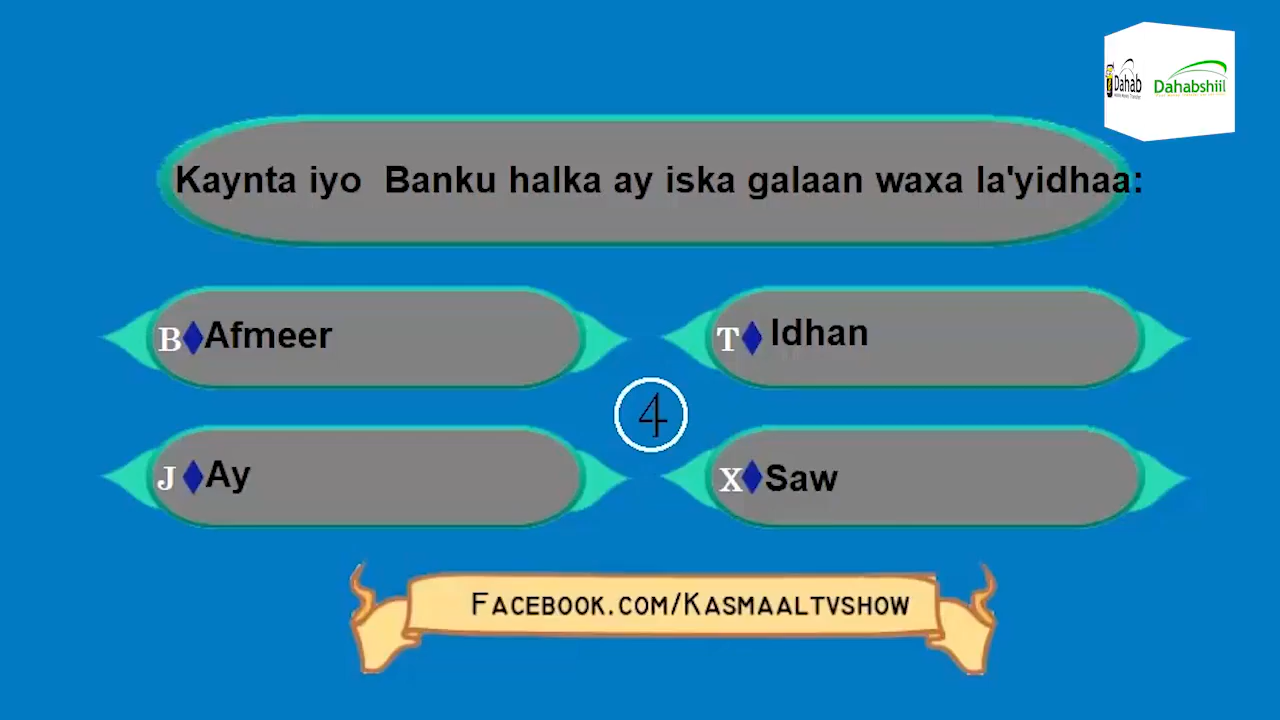 Dahab
Dahabshiil
Kaynta iyo Banku halka ay iska galaan waxa la'yidhaa:
B Afmeer
T Idhan
4
J Ay
X Saw
FACEBOOK.COM/KASMAALTVSHOW